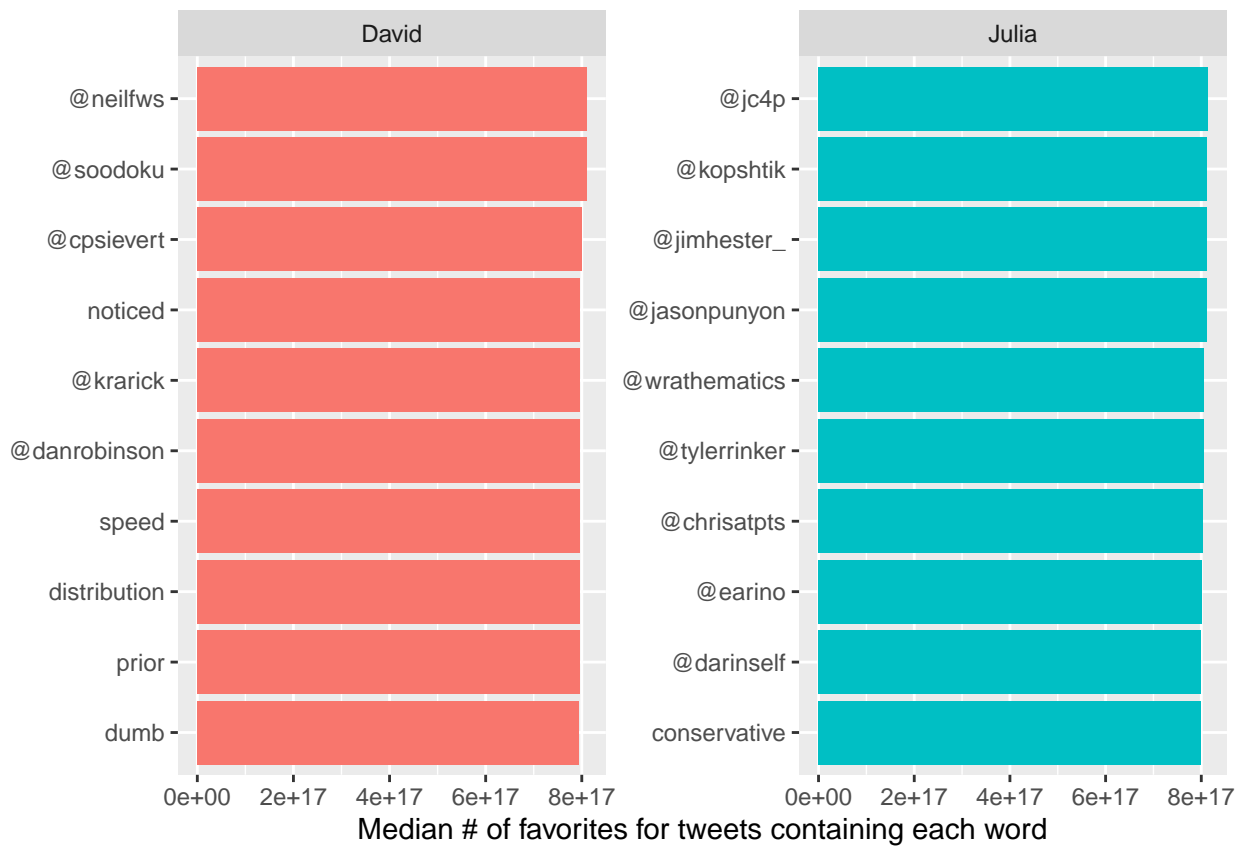 David
@neilfws
@soodoku
@cpsievert
noticed
@krarick
@danrobinson
speed
distribution
prior
dumb
0e+00 2e+17 4e+17 6e+17 8e+17
Julia
@jc4p
@kopshtik
@jimhester_
@jasonpunyon
@wrathematics
@tylerrinker
@chrisatpts
@earino
@darinself
conservative
0e+00 2e+17 4e+17 6e+17 8e+17
Median # of favorites for tweets containing each word